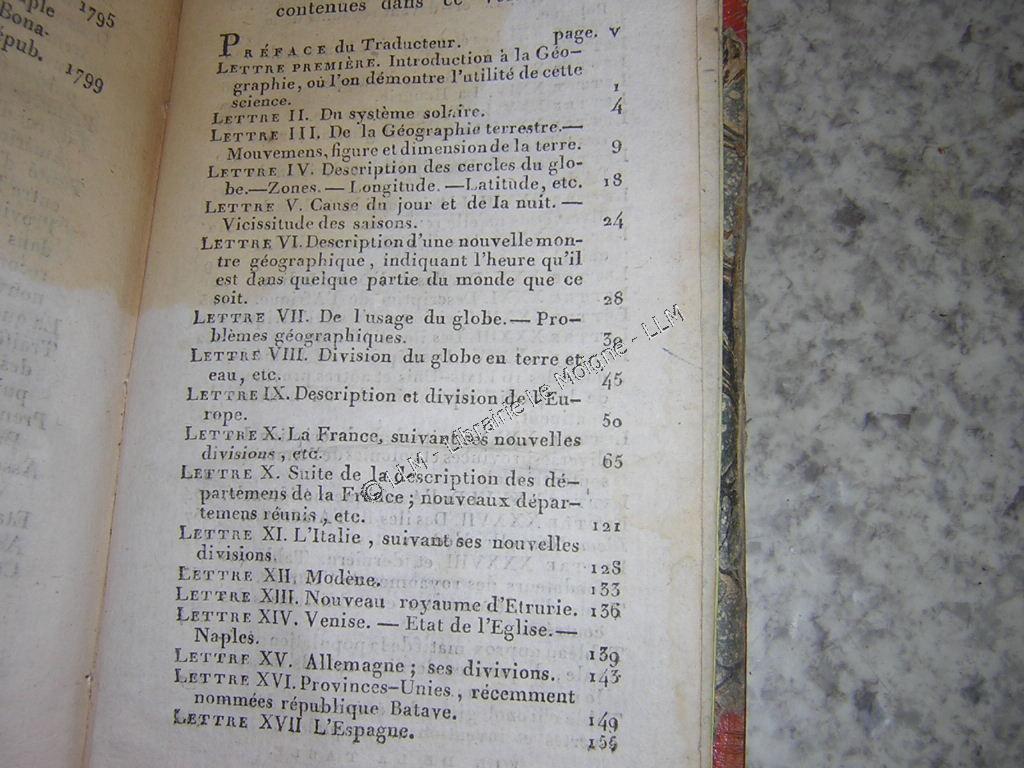 ple 1795
Bona-
épub. 1799
contenues dans ce
PRÉFACE du Traducteur. page. v
LETTRE PREMIÈRE. Introduction à la Géo-
graphie, où l'on démontre l'utilité de cette
science. 1
LETTRE II. Du système solaire. 4
LETTRE III. De la Géographie terrestre.—
Mouvemens, figure et dimension de la terre. 9
LETTRE IV. Description des cercles du glo-
be.—Zones.— Longitude. —Latitude, etc. 18
LETTRE V. Cause du jour et de la nuit. —
Vicissitude des saisons. 24
LETTRE VI. Description d'une nouvelle mon-
tre géographique, indiquant l'heure qu'il
est dans quelque partie du monde que ce
soit. 28
LETTRE VII. De l'usage du globe. — Pro-
blêmes géographiques. 30
LETTRE VIII. Division du globe en terre et
eau, etc. 45
LETTRE IX. Description et division de l'Eu-
rope. 50
LETTRE X. La France, suivant ses nouvelles
divisions, etc. 65
LETTRE X. Suite de la description des dé-
partemens de la France; nouveaux dépar-
temens réunis, etc. 121
LETTRE XI. L'Italie, suivant ses nouvelles
divisions. 128
LETTRE XII. Modène. 133
LETTRE XIII. Nouveau royaume d'Etrurie. 136
LETTRE XIV. Venise. — Etat de l'Eglise.—
Naples. 139
LETTRE XV. Allemagne; ses divivions. 143
LETTRE XVI. Provinces-Unies, récemment
nommées république Batave. 149
LETTRE XVII L'Espagne. 155
© LLM - Librairie Le Moigne - LLM